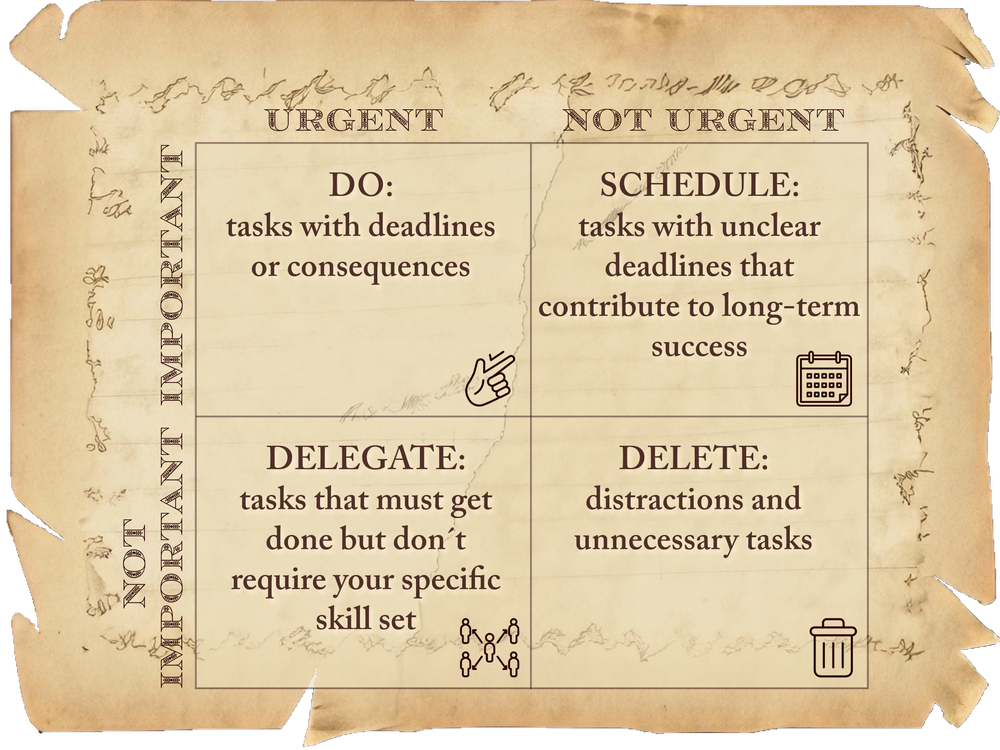 URGENT
NOT URGENT
IMPORTANT
DO:
tasks with deadlines
or consequences
SCHEDULE:
tasks with unclear
deadlines that
contribute to long-term
success
NOT
IMPORTANT
DELEGATE:
tasks that must get
done but don´t
require your specific
skill set
DELETE:
distractions and
unnecessary tasks